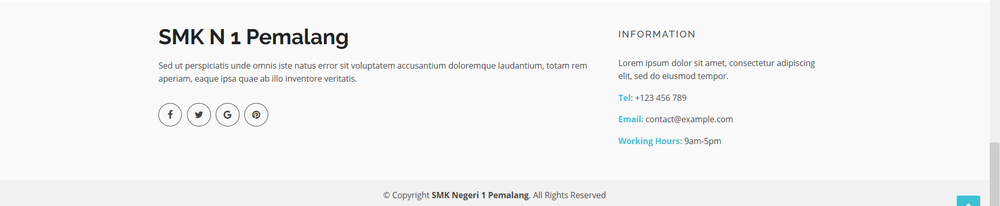 SMK N 1 Pemalang
Sed ut perspiciatis unde omnis iste natus error sit voluptatem accusantium doloremque laudantium, totam rem
aperiam, eaque ipsa quae ab illo inventore veritatis.
INFORMATION
Lorem ipsum dolor sit amet, consectetur adipiscing
elit, sed do eiusmod tempor.
Tel: +123 456 789
Email: contact@example.com
Working Hours: 9am-5pm
© Copyright SMK Negeri 1 Pemalang. All Rights Reserved